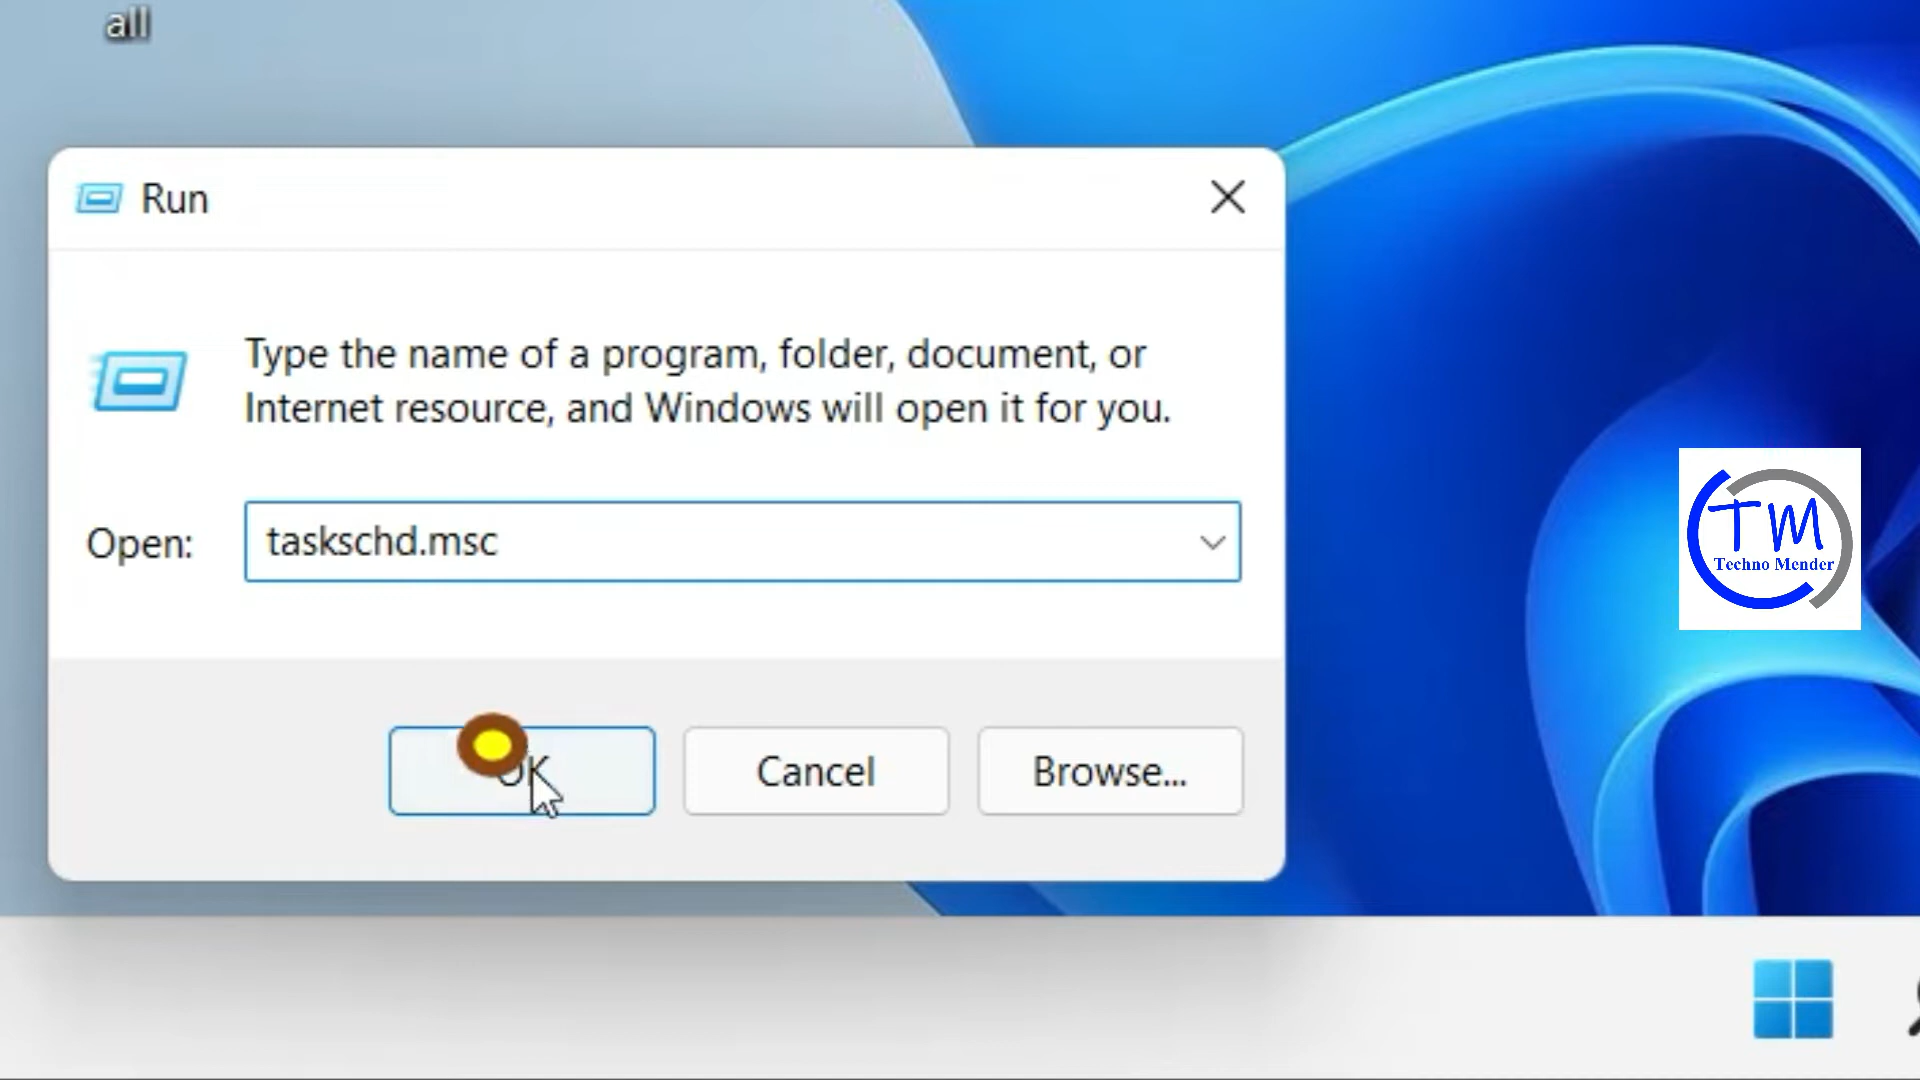 all
Run
Type the name of a program, folder, document, or
Internet resource, and Windows will open it for you.
Open:
taskschd.msc
OK
Cancel
Browse...
TM
Techno Mender